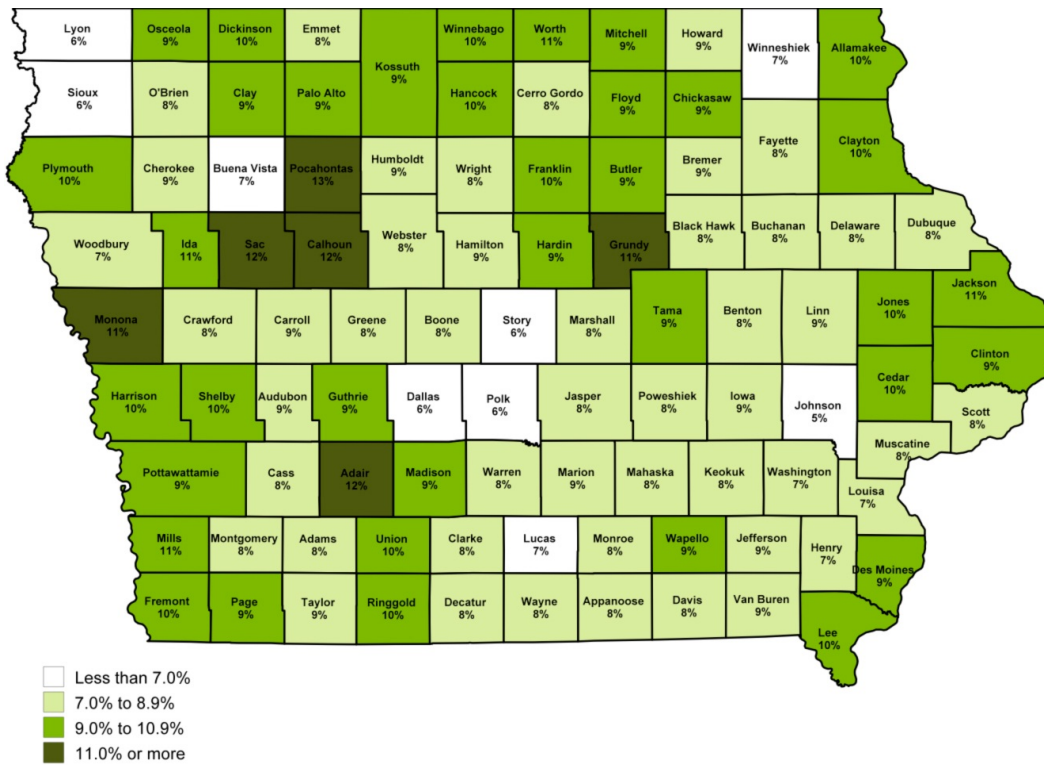 Lyon
6%
Osceola
9%
Dickinson
10%
Emmet
8%
Kossuth
9%
Winnebago
10%
Worth
11%
Mitchell
9%
Howard
9%
Winneshiek
7%
Allamakee
10%
Sioux
6%
O'Brien
8%
Clay
9%
Palo Alto
9%
Hancock
10%
Cerro Gordo
8%
Floyd
9%
Chickasaw
9%
Fayette
8%
Clayton
10%
Plymouth
10%
Cherokee
9%
Buena Vista
7%
Pocahontas
13%
Humboldt
9%
Wright
8%
Franklin
10%
Butler
9%
Bremer
9%
Woodbury
7%
Ida
11%
Sac
12%
Calhoun
12%
Webster
8%
Hamilton
9%
Hardin
9%
Grundy
11%
Black Hawk
8%
Buchanan
8%
Delaware
8%
Dubuque
8%
Monona
11%
Crawford
8%
Carroll
9%
Greene
8%
Boone
8%
Story
6%
Marshall
8%
Tama
9%
Benton
8%
Linn
9%
Jones
10%
Jackson
11%
Clinton
9%
Cedar
10%
Harrison
10%
Shelby
10%
Audubon
9%
Guthrie
9%
Dallas
6%
Polk
6%
Jasper
8%
Poweshiek
8%
Iowa
9%
Johnson
5%
Scott
8%
Muscatine
8%
Pottawattamie
9%
Cass
8%
Adair
12%
Madison
9%
Warren
8%
Marion
9%
Mahaska
8%
Keokuk
8%
Washington
7%
Louisa
7%
Mills
11%
Montgomery
8%
Adams
8%
Union
10%
Clarke
8%
Lucas
7%
Monroe
8%
Wapello
9%
Jefferson
9%
Henry
7%
Des Moines
9%
Fremont
10%
Page
9%
Taylor
9%
Ringgold
10%
Decatur
8%
Wayne
8%
Appanoose
8%
Davis
8%
Van Buren
9%
Lee
10%
Less than 7.0%
7.0% to 8.9%
9.0% to 10.9%
11.0% or more